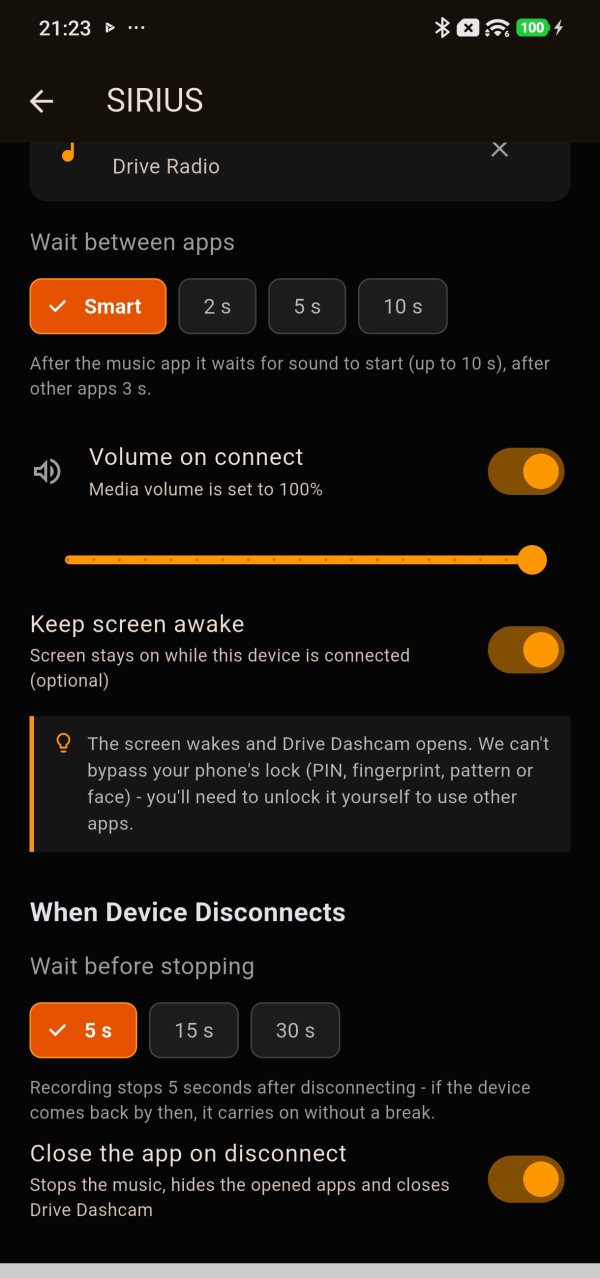 21:23
100
SIRIUS
Drive Radio
Wait between apps
Smart
2 s
5 s
10 s
After the music app it waits for sound to start (up to 10 s), after
other apps 3 s.
Volume on connect
Media volume is set to 100%
Keep screen awake
Screen stays on while this device is connected
(optional)
The screen wakes and Drive Dashcam opens. We can't
bypass your phone's lock (PIN, fingerprint, pattern or
face) - you'll need to unlock it yourself to use other
apps.
When Device Disconnects
Wait before stopping
5 s
15 s
30 s
Recording stops 5 seconds after disconnecting - if the device
comes back by then, it carries on without a break.
Close the app on disconnect
Stops the music, hides the opened apps and closes
Drive Dashcam